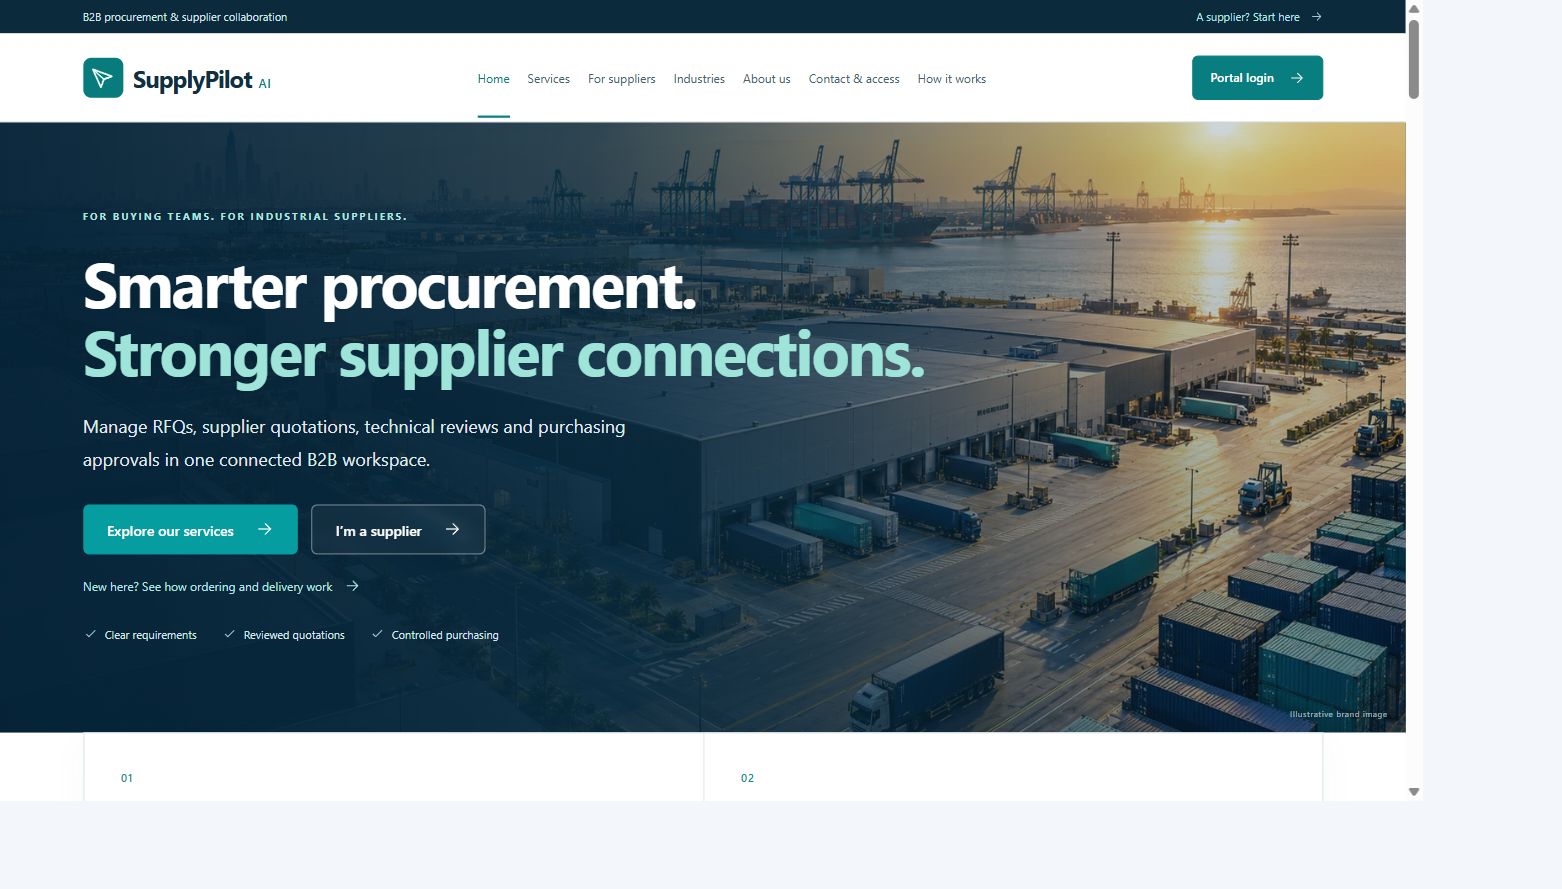 B2B procurement & supplier collaboration
A supplier? Start here
SupplyPilot AI
Home
Services
For suppliers
Industries
About us
Contact & access
How it works
Portal login
FOR BUYING TEAMS. FOR INDUSTRIAL SUPPLIERS.
Smarter procurement.
Stronger supplier connections.
Manage RFQs, supplier quotations, technical reviews and purchasing
approvals in one connected B2B workspace.
Explore our services
I'm a supplier
New here? See how ordering and delivery work
Clear requirements
Reviewed quotations
Controlled purchasing
Illustrative brand image
01
02